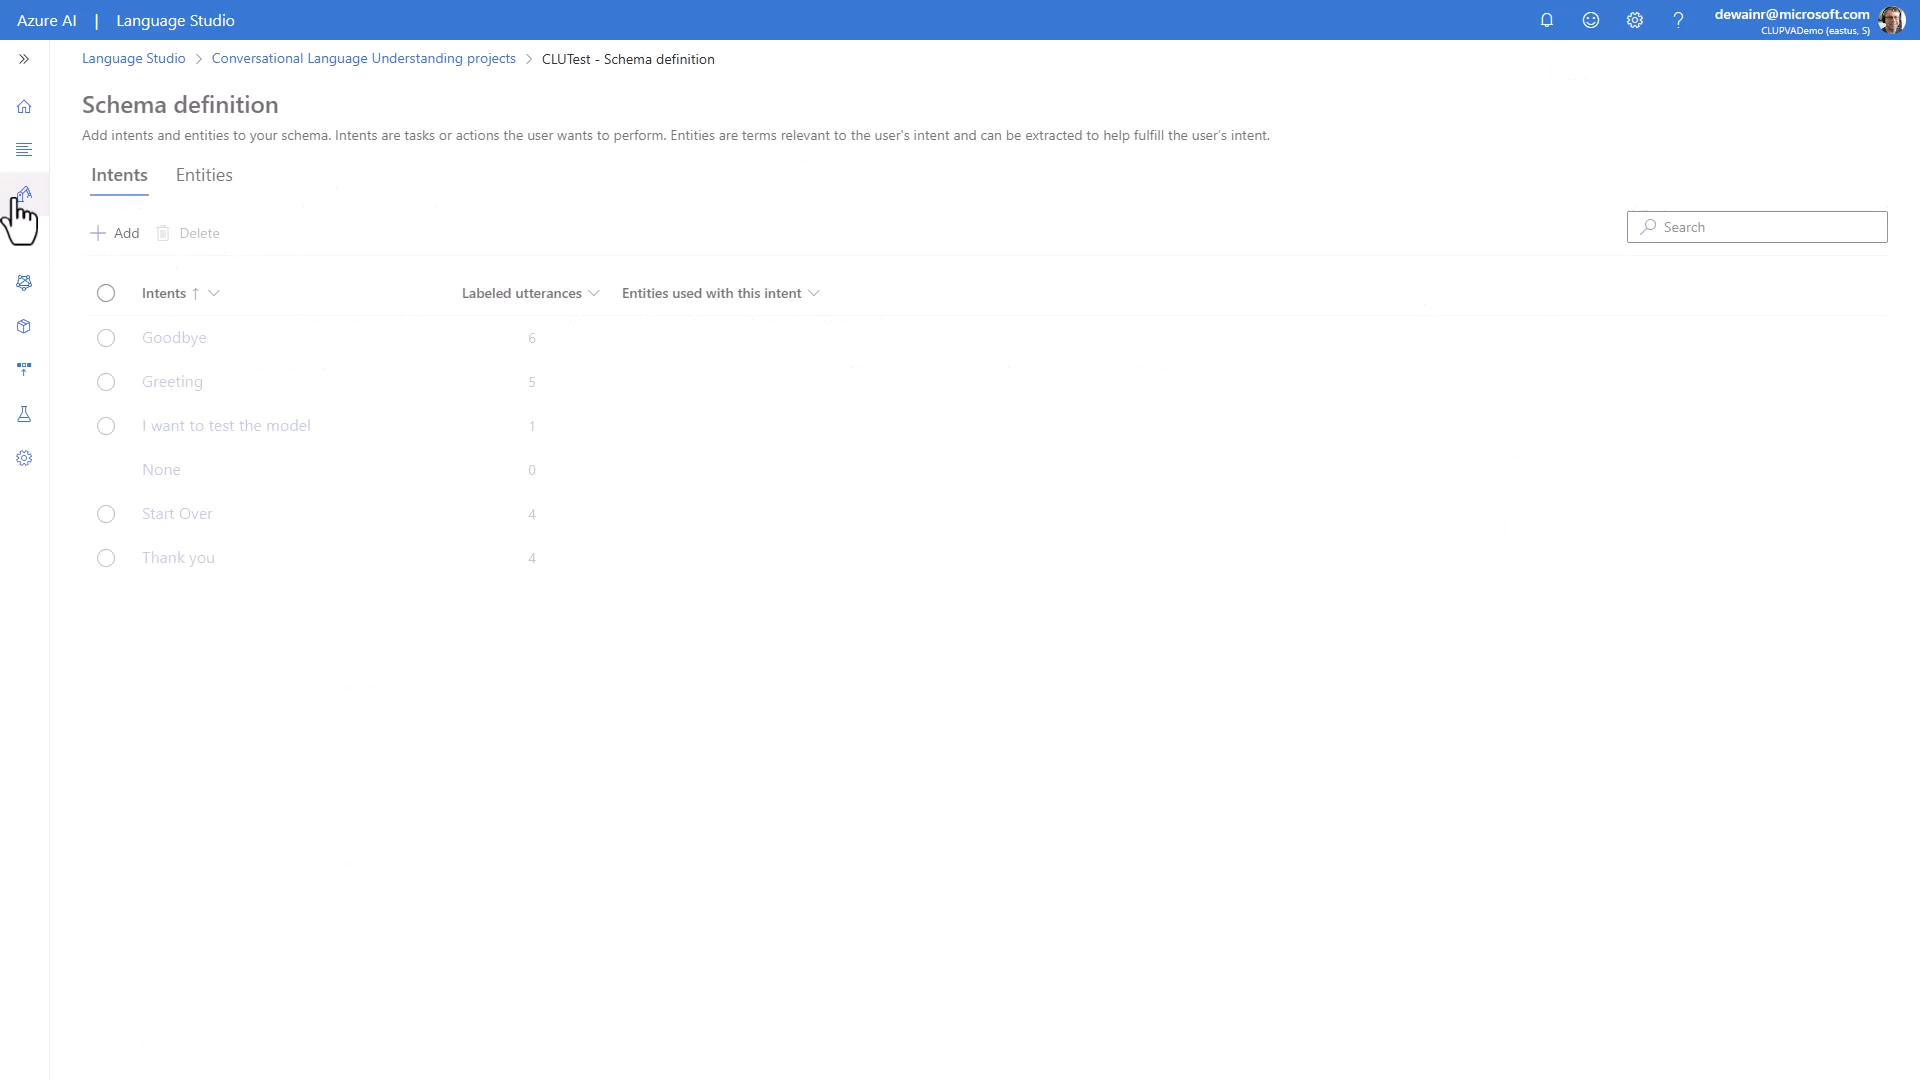 Azure AI | Language Studio
dewainr@microsoft.com
CLUPVADemo (eastus, S)
Language Studio > Conversational Language Understanding projects > CLUTest - Schema definition
Schema definition
Add intents and entities to your schema. Intents are tasks or actions the user wants to perform. Entities are terms relevant to the user's intent and can be extracted to help fulfill the user's intent.
Intents Entities
Add Delete Search
Intents ↑ Labeled utterances Entities used with this intent
Goodbye 6
Greeting 5
I want to test the model 1
None 0
Start Over 4
Thank you 4